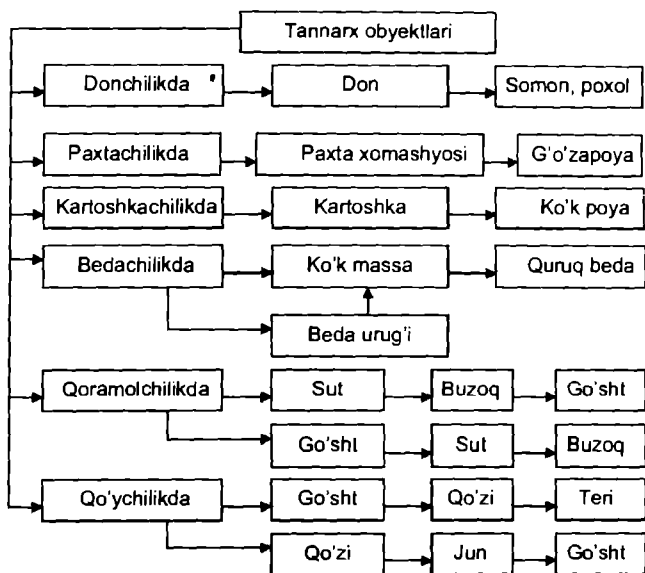 Tannarx obyektlari
Donchilikda Don Somon, poxol
Paxtachilikda Paxta xomashyosi G'o'zapoya
Kartoshkachilikda Kartoshka Ko'k poya
Bedachilikda Ko'k massa Quruq beda
Beda urug'i
Qoramolchilikda Sut Buzoq Go'sht
Go'sht Sut Buzoq
Qo'ychilikda Go'sht Qo'zi Teri
Qo'zi Jun Go'sht